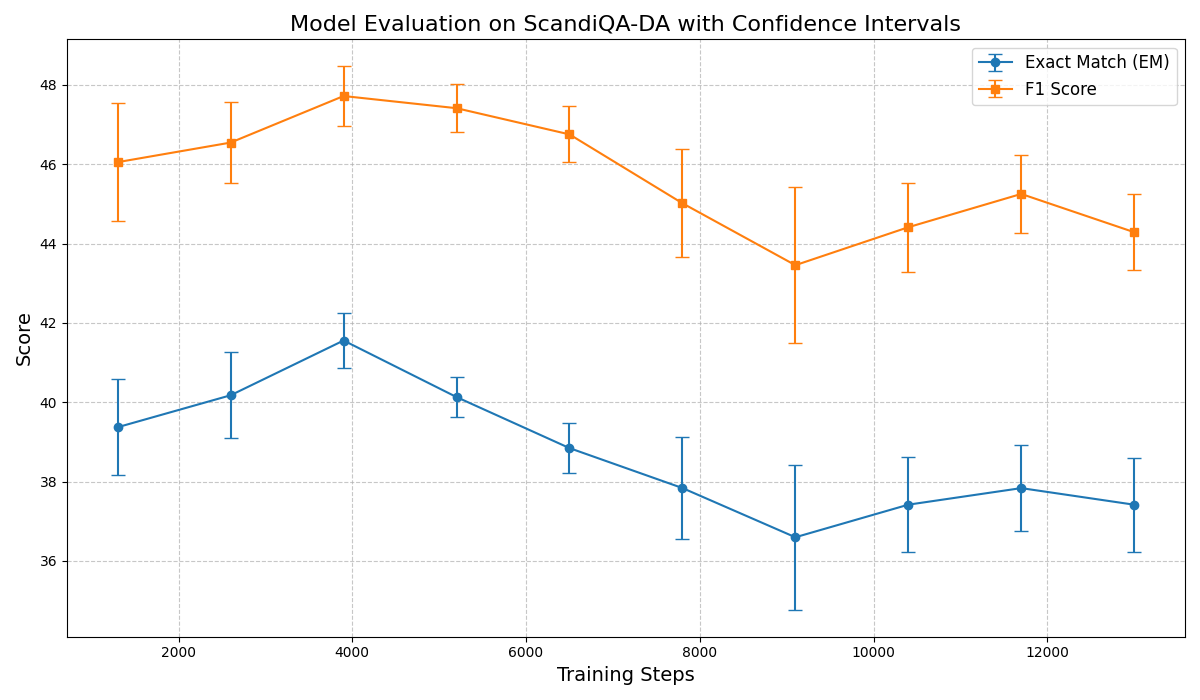 Model Evaluation on ScandiQA-DA with Confidence Intervals
Exact Match (EM)
F1 Score
Score
48
46
44
42
40
38
36
2000
4000
6000
8000
10000
12000
Training Steps